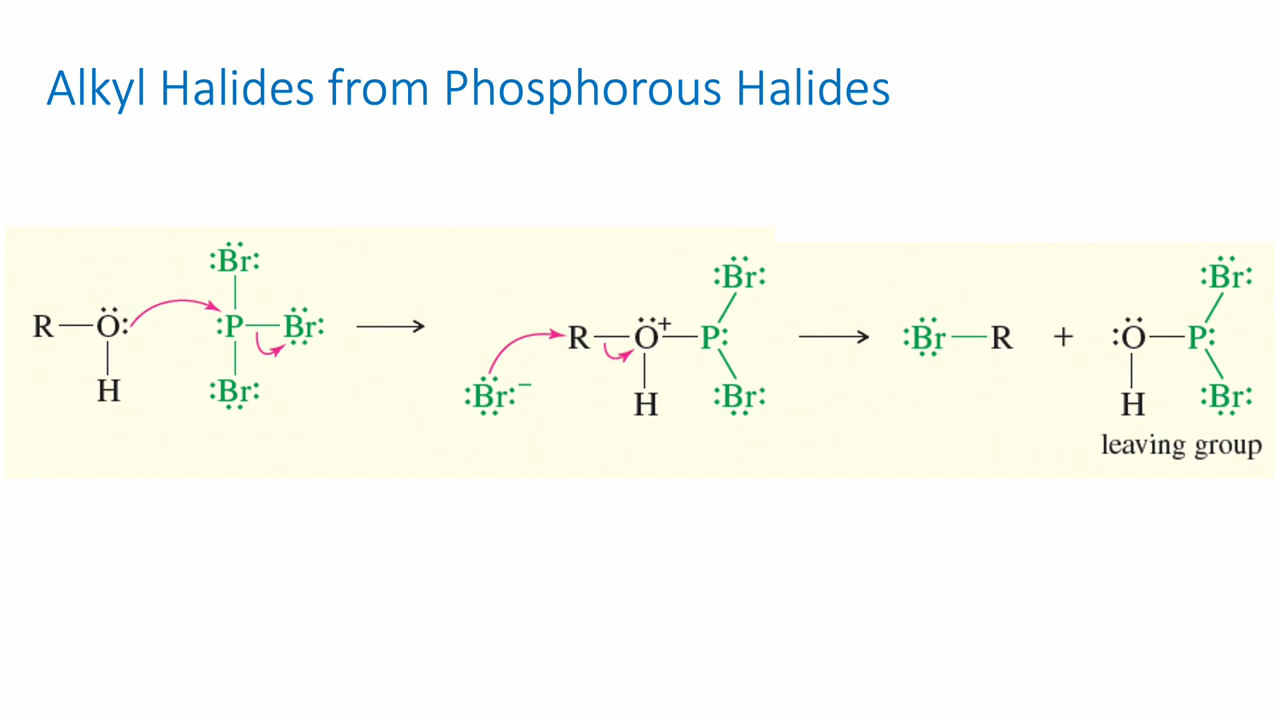 Alkyl Halides from Phosphorous Halides
:Br: :Br: :Br:
R—O: :P—Br: ⟶ R—O⁺—P: ⟶ :Br—R + :O—P:
H :Br: :Br:⁻ H :Br: H :Br:
leaving group